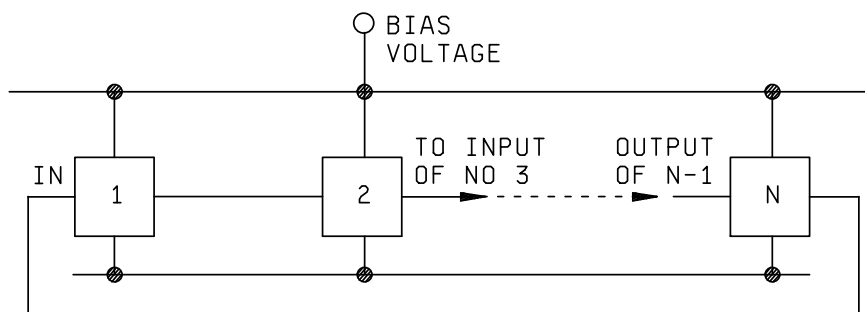 BIAS
VOLTAGE
TO INPUT
OF NO 3
OUTPUT
OF N-1
IN
1
2
N